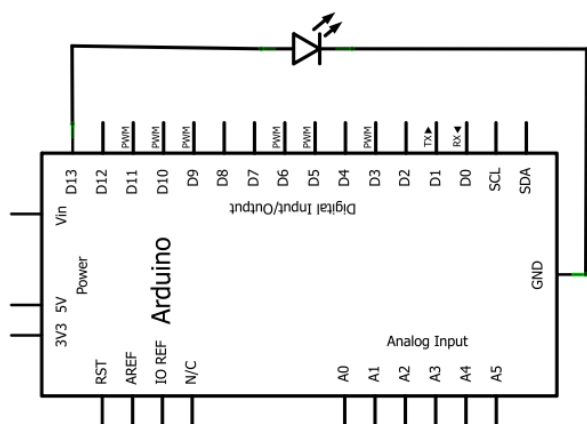 PWM PWM PWM PWM PWM PWM TX▶ RX◀
D13 D12 D11 D10 D9 D8 D7 D6 D5 D4 D3 D2 D1 D0 SCL SDA
Digital Input/Output
Vin
Power
5V
3V3
Arduino
GND
Analog Input
RST AREF IO REF N/C A0 A1 A2 A3 A4 A5